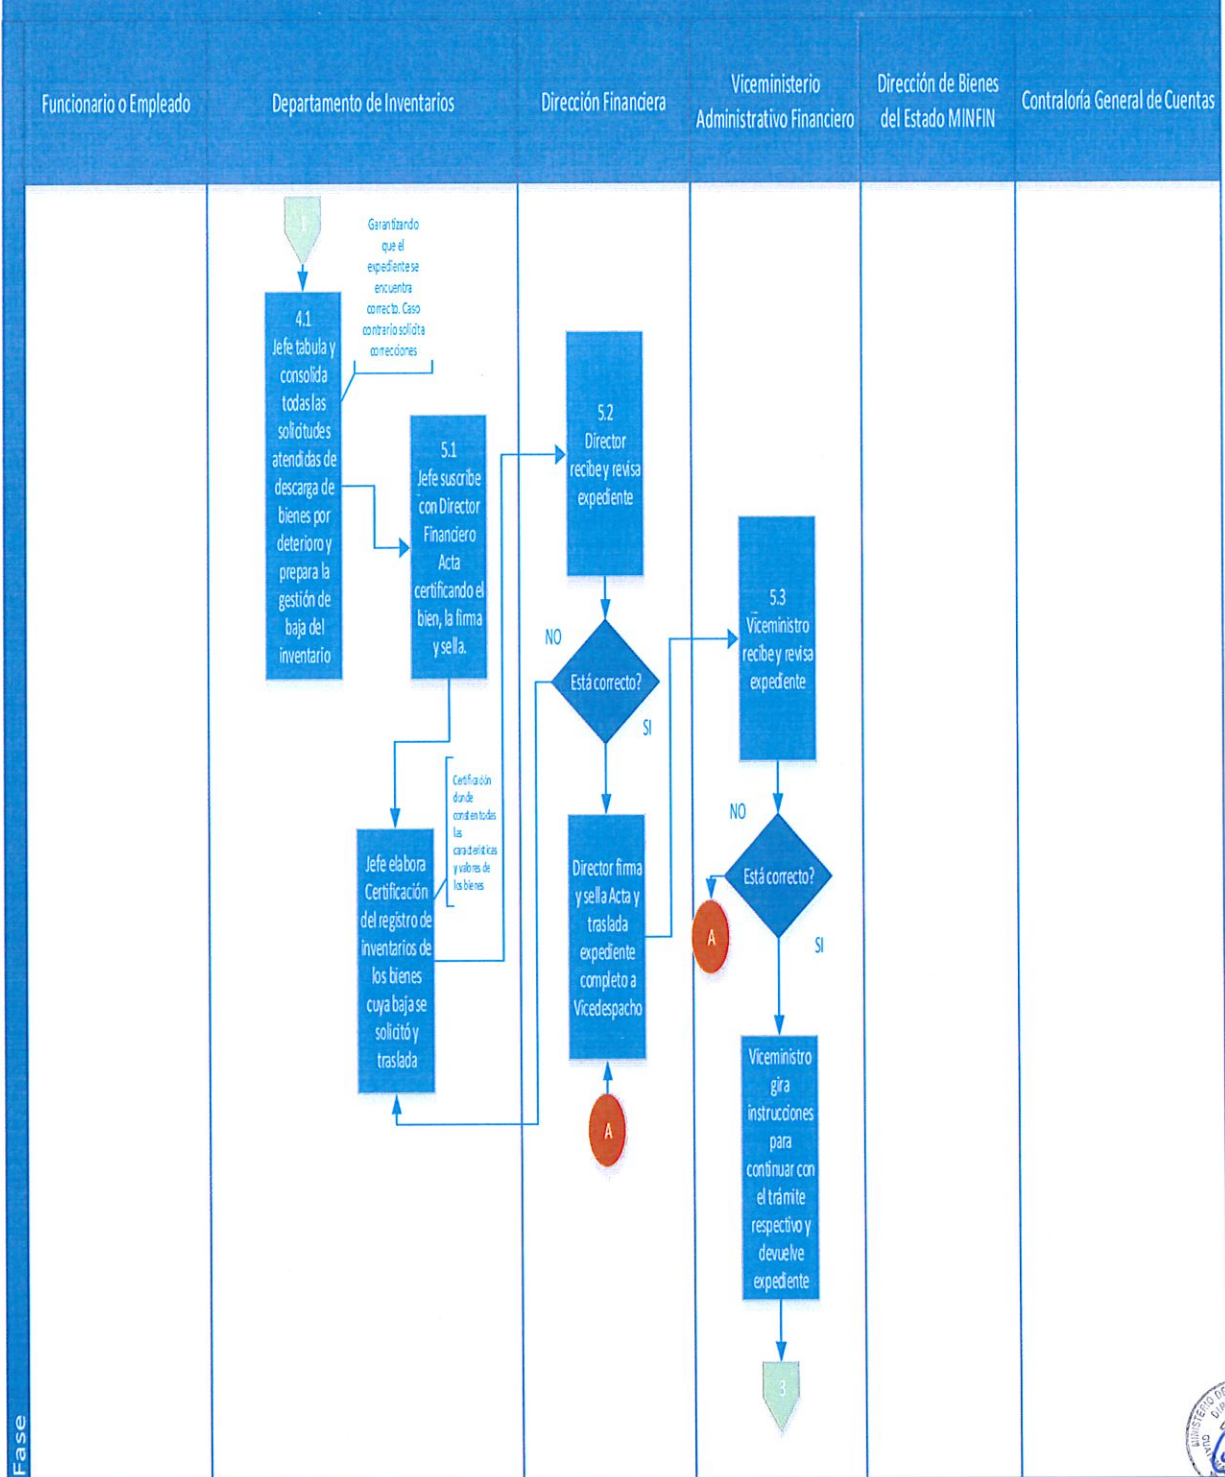 Funcionario o Empleado
Departamento de Inventarios
Dirección Financiera
Viceministerio
Administrativo Financiero
Dirección de Bienes
del Estado MINFIN
Contraloría General de Cuentas
1
Garantizando
que el
expediente se
encuentra
correcto. Caso
contrario solicita
correcciones
4.1
Jefe tabula y
consolida
todas las
solicitudes
atendidas de
descarga de
bienes por
deterioro y
prepara la
gestión de
baja del
inventario
5.1
Jefe suscribe
con Director
Financiero
Acta
certificando el
bien, la firma
y sella.
Certificación
donde
consten todas
las
características
y valores de
los bienes
Jefe elabora
Certificación
del registro de
inventarios de
los bienes
cuya baja se
solicitó y
traslada
5.2
Director
recibe y revisa
expediente
NO
Está correcto?
SI
Director firma
y sella Acta y
traslada
expediente
completo a
Vicedespacho
A
5.3
Viceministro
recibe y revisa
expediente
NO
Está correcto?
A
SI
Viceministro
gira
instrucciones
para
continuar con
el trámite
respectivo y
devuelve
expediente
3
Fase
MINISTERIO DE